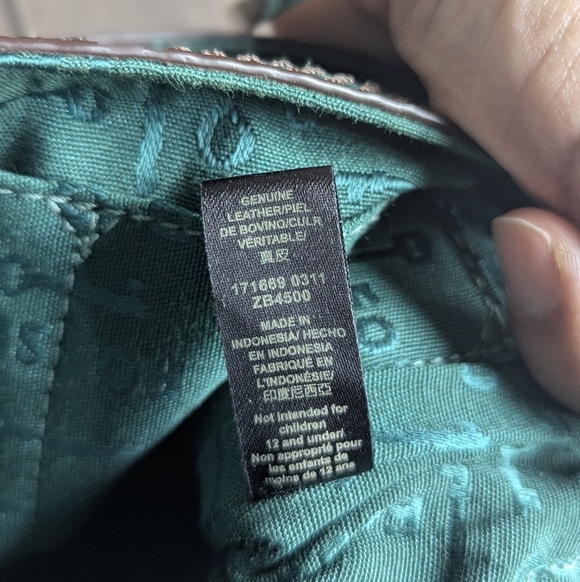 GENUINE
LEATHER/PIEL
DE BOVINO/CUIR
VÉRITABLE/
真皮
171669 0311
ZB4500
MADE IN
INDONESIA/ HECHO
EN INDONESIA
FABRIQUÉ EN
L'INDONÉSIE/
印度尼西亞
Not intended for
children
12 and under/
Non approprié pour
les enfants de
moins de 12 ans